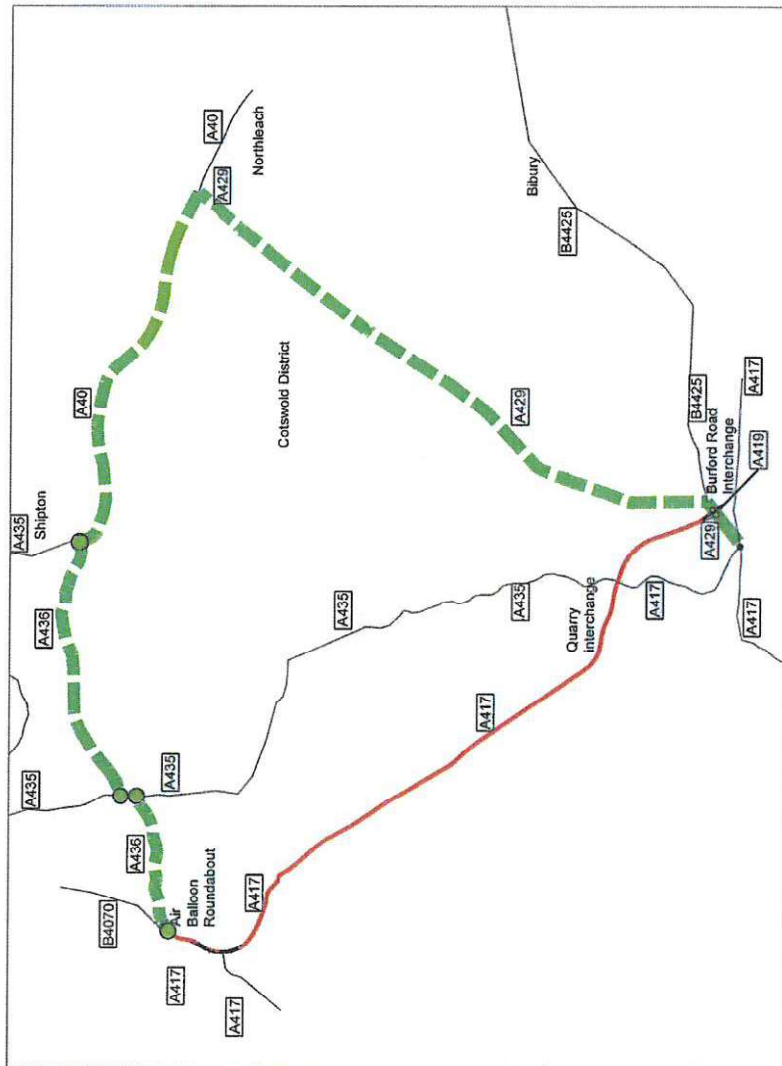 A435
Shipton
A40
A40
Northleach
A429
A436
Cotswold District
A435
A435
A436
B4070
Air
Balloon
Roundabout
A417
A417
A417
A435
A435
A417
Quarry
interchange
A417
A429
Bibury
B4425
B4425
Burford Road
Interchange
A429
A417
A419
A417